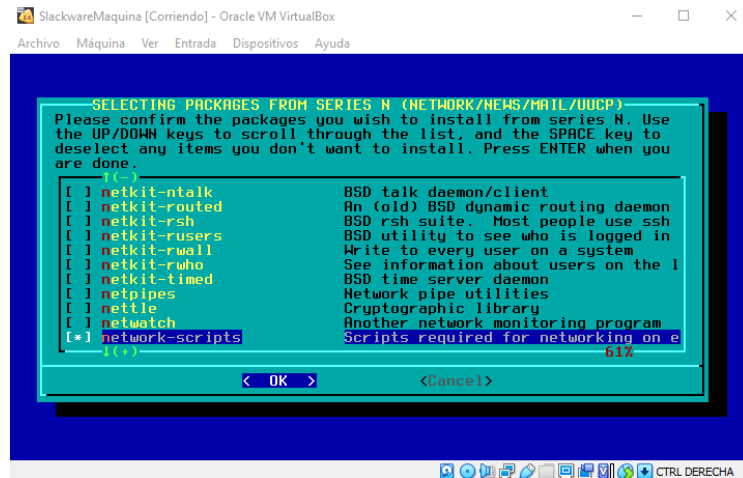 SlackwareMaquina [Corriendo] - Oracle VM VirtualBox
Archivo Máquina Ver Entrada Dispositivos Ayuda
SELECTING PACKAGES FROM SERIES N (NETWORK/NEWS/MAIL/UUCP)
Please confirm the packages you wish to install from series N. Use
the UP/DOWN keys to scroll through the list, and the SPACE key to
deselect any items you don't want to install. Press ENTER when you
are done.
↑(-)
[ ] netkit-ntalk BSD talk daemon/client
[ ] netkit-routed An (old) BSD dynamic routing daemon
[ ] netkit-rsh BSD rsh suite. Most people use ssh
[ ] netkit-rusers BSD utility to see who is logged in
[ ] netkit-rwall Write to every user on a system
[ ] netkit-rwho See information about users on the l
[ ] netkit-timed BSD time server daemon
[ ] netpipes Network pipe utilities
[ ] nettle Cryptographic library
[ ] netwatch Another network monitoring program
[*] network-scripts Scripts required for networking on e
↓(+) 61%
< OK > <Cancel>
CTRL DERECHA